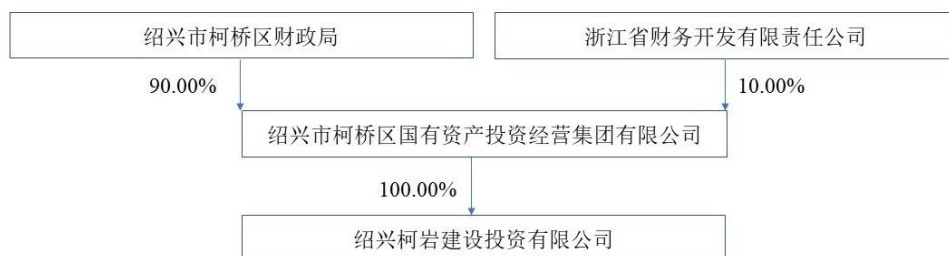 绍兴市柯桥区财政局
浙江省财务开发有限责任公司
90.00%
10.00%
绍兴市柯桥区国有资产投资经营集团有限公司
100.00%
绍兴柯岩建设投资有限公司